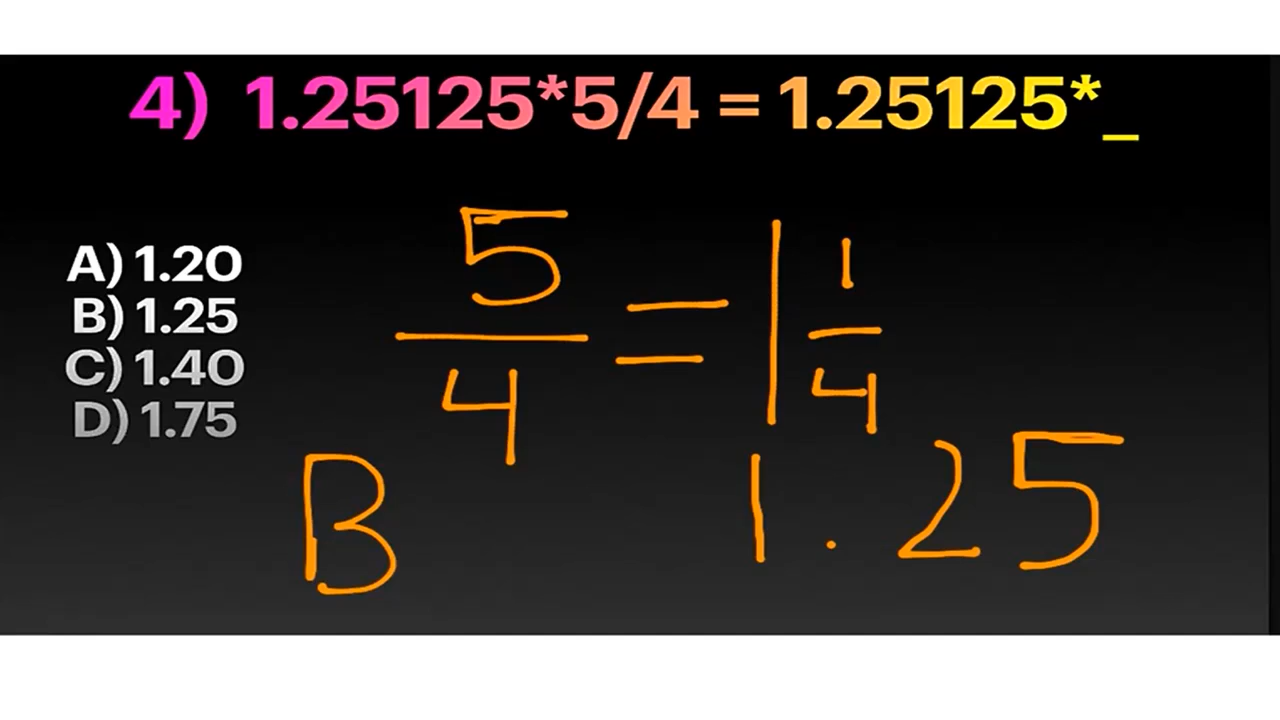 4) 1.25125*5/4 = 1.25125*_
A) 1.20
B) 1.25
C) 1.40
D) 1.75
5/4 = 1 1/4
B
1.25